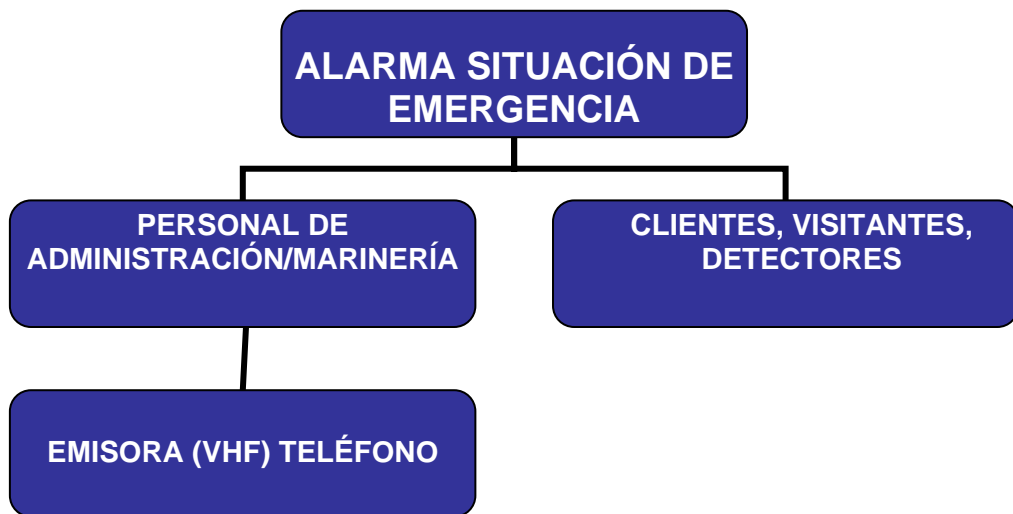 ALARMA SITUACIÓN DE
EMERGENCIA
PERSONAL DE
ADMINISTRACIÓN/MARINERÍA
CLIENTES, VISITANTES,
DETECTORES
EMISORA (VHF) TELÉFONO